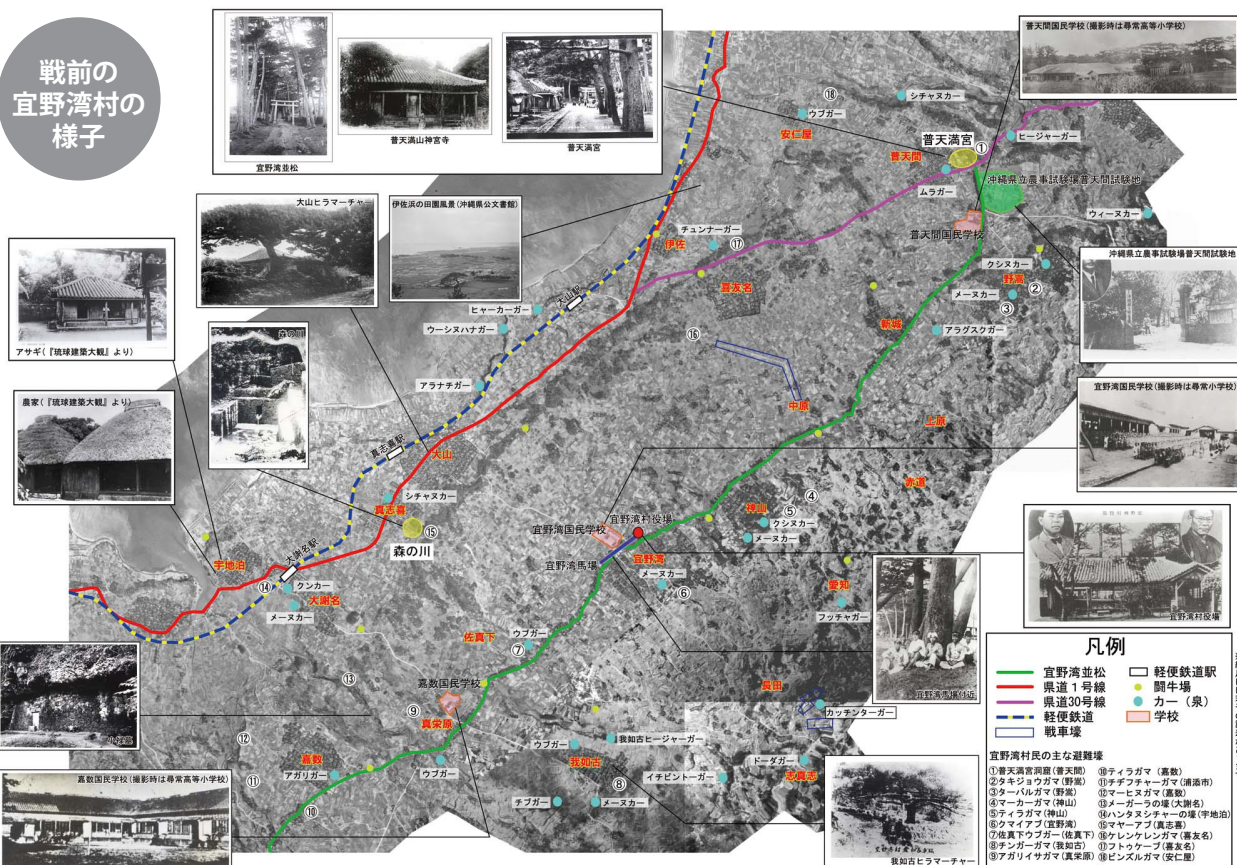 戦前の
宜野湾村の
様子
宜野湾並松
普天満山神宮寺
普天満宮
普天間国民学校(撮影時は尋常高等小学校)
大山ヒラマーチャー
伊佐浜の田園風景(沖縄県公文書館)
アサギ(『琉球建築大観』より)
森の川
農家(『琉球建築大観』より)
沖縄県立農事試験場普天間試験地
宜野湾国民学校(撮影時は尋常小学校)
宜野湾村役場
宜野湾馬場付近
嘉数国民学校(撮影時は尋常高等小学校)
我如古ヒラマーチャー
⑱
シチャヌカー
ウブガー
安仁屋
ヒージャーガー
普天満宮
①
普天間
ムラガー
沖縄県立農事試験場普天間試験地
ウィーヌカー
普天間国民学校
チュンナーガー
⑰
伊佐
喜友名
クシヌカー
野嵩
②
メーヌカー
③
大山駅
ヒャーカーガー
ウーシヌハナガー
新城
アラグスクガー
⑯
アラナチガー
中原
上原
真志喜駅
大山
赤道
シチャヌカー
真志喜
⑮
森の川
④
神山
⑤
クシヌカー
メーヌカー
宜野湾国民学校
宜野湾村役場
宜野湾馬場
宜野湾
メーヌカー
⑥
愛知
フッチャガー
宇地泊
大謝名駅
⑭
クンカー
メーヌカー
大謝名
佐真下
ウブガー
⑦
⑬
嘉数国民学校
⑨
真栄原
長田
カッチンターガー
⑫
嘉数
アガリガー
⑪
⑩
ウブガー
ウブガー
我如古ヒージャーガー
我如古
⑧
イチビントーガー
ドーダガー
志真志
チブガー
メーヌカー
凡例
宜野湾並松
県道1号線
県道30号線
軽便鉄道
戦車壕
軽便鉄道駅
闘牛場
カー(泉)
学校
宜野湾村民の主な避難壕
①普天満宮洞窟(普天間)
②タキジョウガマ(野嵩)
③ターバルガマ(野嵩)
④マーカーガマ(神山)
⑤ティラガマ(神山)
⑥クマイアブ(宜野湾)
⑦佐真下ウブガー(佐真下)
⑧チンガーガマ(我如古)
⑨アガリイサガマ(真栄原)
⑩ティラガマ(嘉数)
⑪チヂフチャーガマ(浦添市)
⑫マーヒヌガマ(嘉数)
⑬メーガーラの壕(大謝名)
⑭ハンタヌシチャーの壕(宇地泊)
⑮マヤーアブ(真志喜)
⑯ケレンケレンガマ(喜友名)
⑰フトゥケーブ(喜友名)
⑱ビンズルガマ(安仁屋)